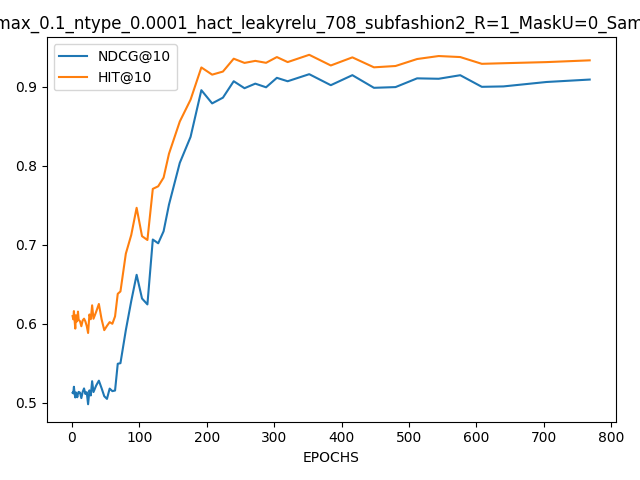 max_0.1_ntype_0.0001_hact_leakyrelu_708_subfashion2_R=1_MaskU=0_Sam
NDCG@10
HIT@10
0.9
0.8
0.7
0.6
0.5
0 100 200 300 400 500 600 700 800
EPOCHS